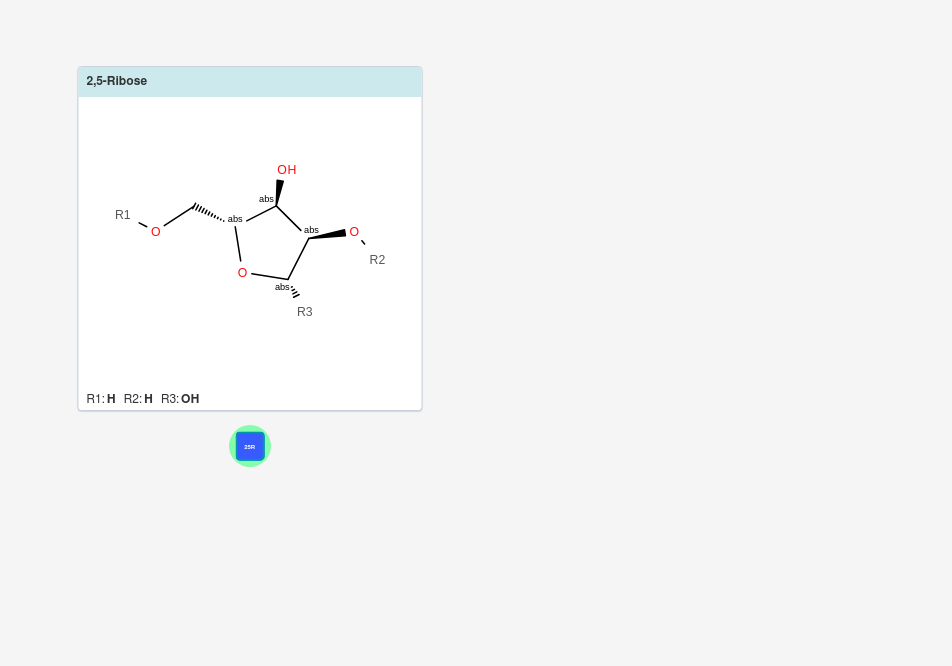 2,5-Ribose
OH
abs
R1
abs
O
abs
O
R2
O
abs
R3
R1: H R2: H R3: OH
25R